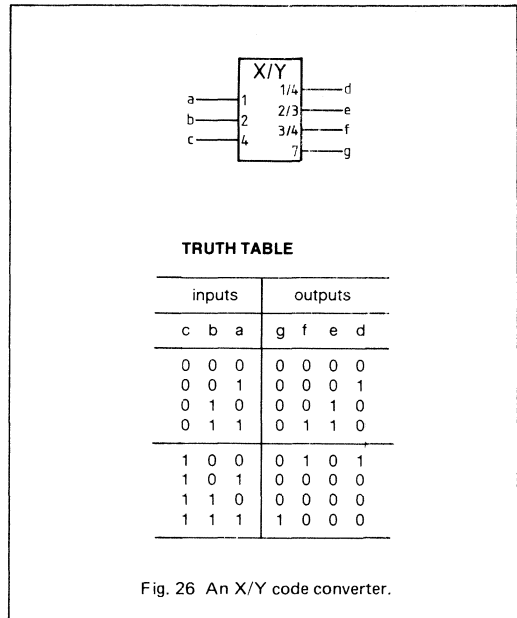 X/Y
1/4 d
a 1
2/3 e
b 2
3/4 f
c 4
7 g
TRUTH TABLE
inputs outputs
c b a g f e d
0 0 0 0 0 0 0
0 0 1 0 0 0 1
0 1 0 0 0 1 0
0 1 1 0 1 1 0
1 0 0 0 1 0 1
1 0 1 0 0 0 0
1 1 0 0 0 0 0
1 1 1 1 0 0 0
Fig. 26 An X/Y code converter.